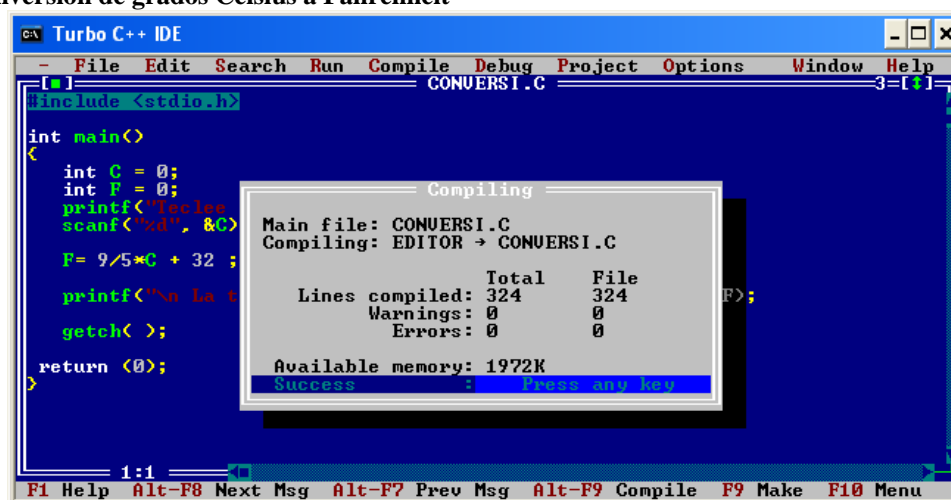 nversión de grados Celsius a Fahrenheit
Turbo C++ IDE
- File Edit Search Run Compile Debug Project Options Window Help
CONVERSI.C 3
#include <stdio.h>
int main()
{
int C = 0;
int F = 0;
printf("Teclee
scanf("%d", &C)
F= 9/5*C + 32 ;
printf("\n La t F);
getch( );
return (0);
}
Compiling
Main file: CONVERSI.C
Compiling: EDITOR → CONVERSI.C
Total File
Lines compiled: 324 324
Warnings: 0 0
Errors: 0 0
Available memory: 1972K
Success : Press any key
1:1
F1 Help Alt-F8 Next Msg Alt-F7 Prev Msg Alt-F9 Compile F9 Make F10 Menu